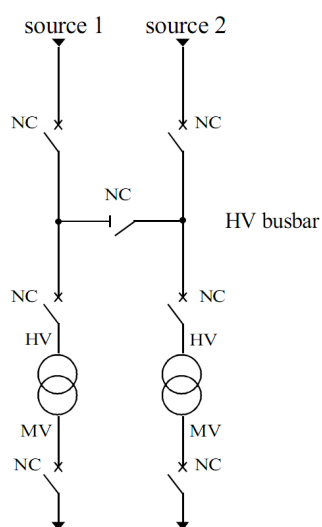 source 1 source 2
NC NC
NC
HV busbar
NC NC
HV HV
MV MV
NC NC